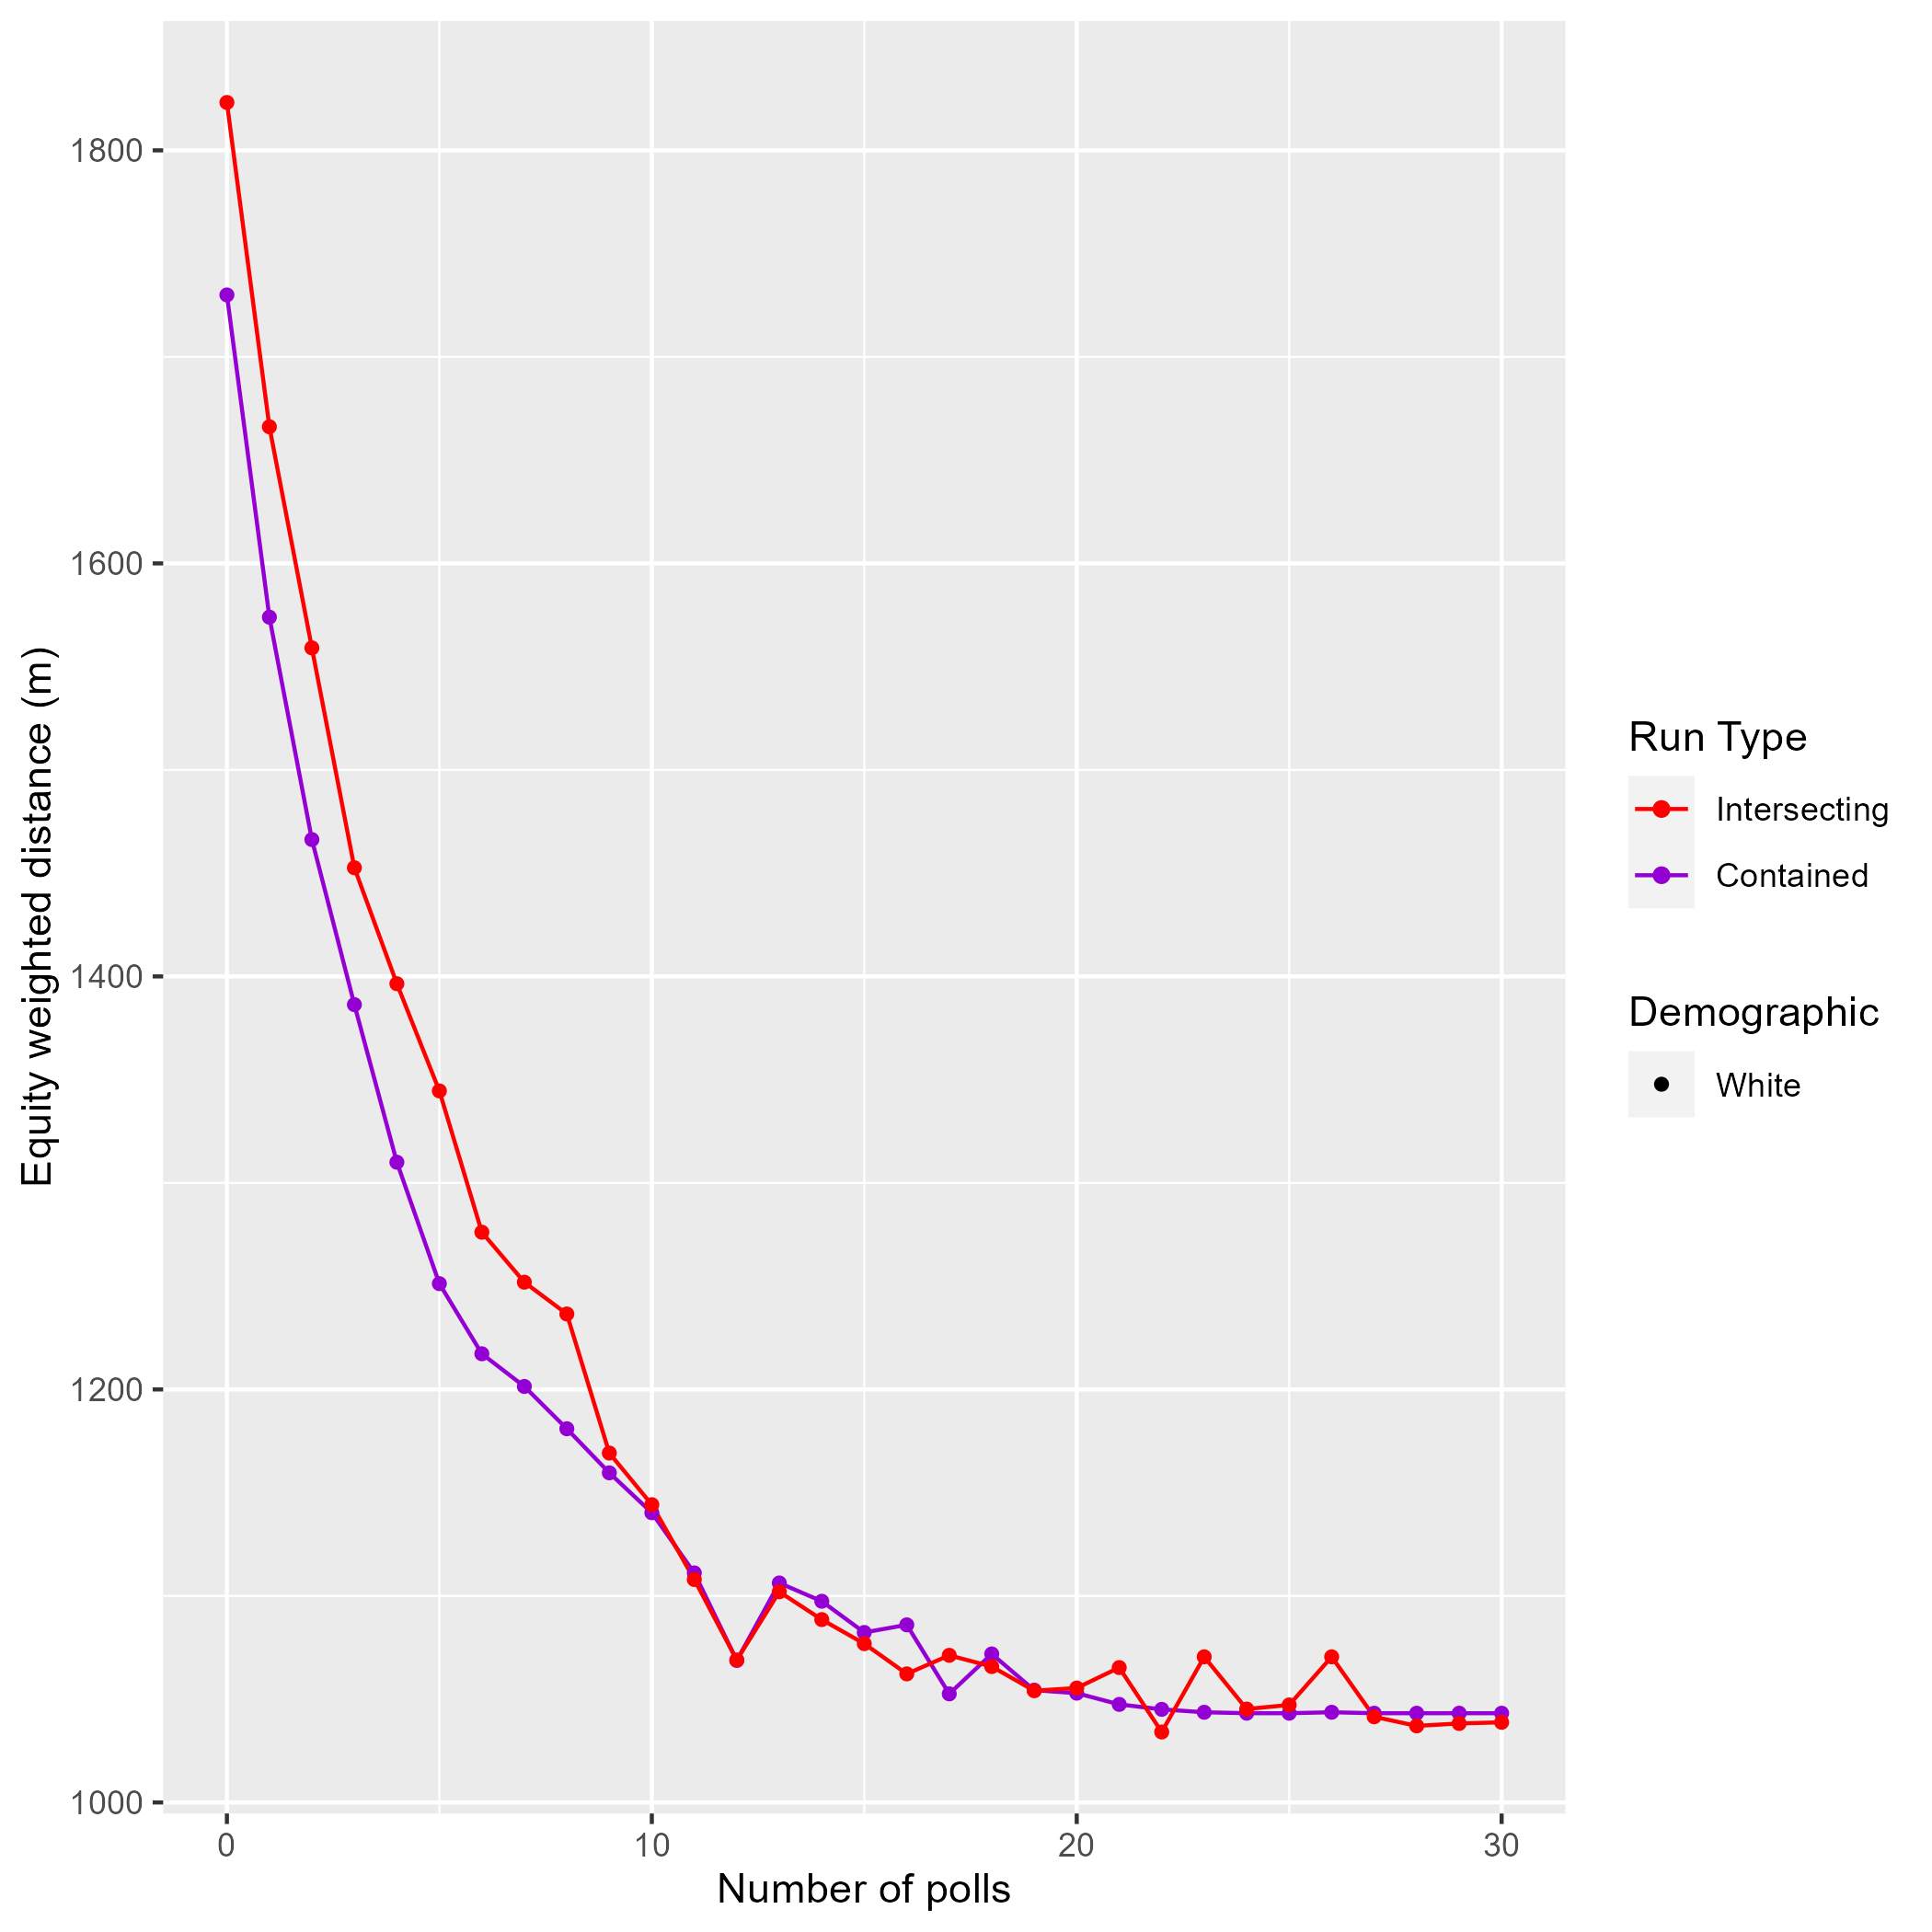 1800
1600
1400
1200
1000
0
10
20
30
Number of polls
Equity weighted distance (m)
Run Type
Intersecting
Contained
Demographic
White